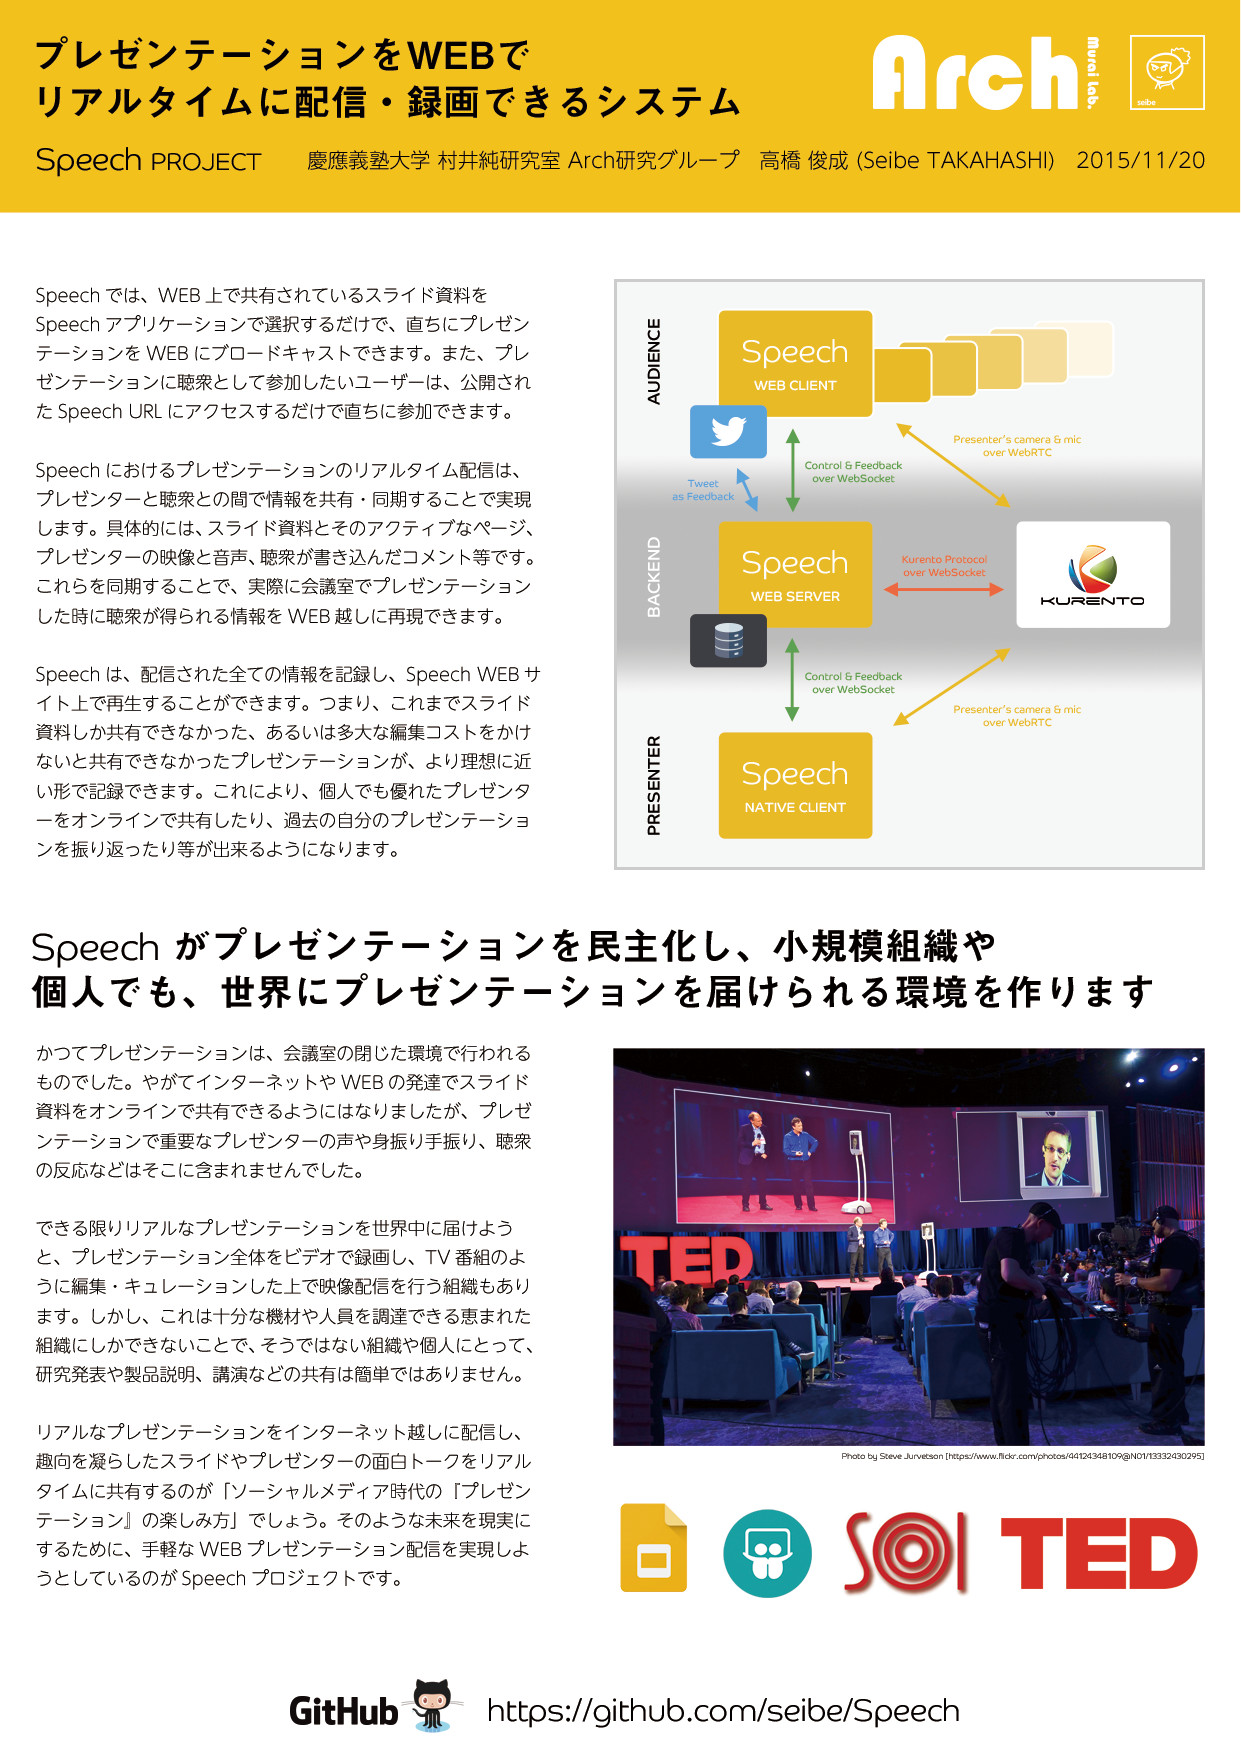 プレゼンテーションをWEBで
リアルタイムに配信・録画できるシステム
Arch
Murai Lab.
seibe
Speech PROJECT　慶應義塾大学 村井純研究室 Arch研究グループ　高橋 俊成 (Seibe TAKAHASHI)　2015/11/20
Speech では、WEB 上で共有されているスライド資料を
Speech アプリケーションで選択するだけで、直ちにプレゼン
テーションを WEB にブロードキャストできます。また、プレ
ゼンテーションに聴衆として参加したいユーザーは、公開され
た Speech URL にアクセスするだけで直ちに参加できます。
Speech におけるプレゼンテーションのリアルタイム配信は、
プレゼンターと聴衆との間で情報を共有・同期することで実現
します。具体的には、スライド資料とそのアクティブなページ、
プレゼンターの映像と音声、聴衆が書き込んだコメント等です。
これらを同期することで、実際に会議室でプレゼンテーション
した時に聴衆が得られる情報を WEB 越しに再現できます。
Speech は、配信された全ての情報を記録し、Speech WEB サ
イト上で再生することができます。つまり、これまでスライド
資料しか共有できなかった、あるいは多大な編集コストをかけ
ないと共有できなかったプレゼンテーションが、より理想に近
い形で記録できます。これにより、個人でも優れたプレゼンタ
ーをオンラインで共有したり、過去の自分のプレゼンテーショ
ンを振り返ったり等が出来るようになります。
AUDIENCE
Speech
WEB CLIENT
Presenter's camera & mic
over WebRTC
Control & Feedback
over WebSocket
Tweet
as Feedback
BACKEND
Speech
WEB SERVER
Kurento Protocol
over WebSocket
KURENTO
Control & Feedback
over WebSocket
Presenter's camera & mic
over WebRTC
PRESENTER
Speech
NATIVE CLIENT
Speech がプレゼンテーションを民主化し、小規模組織や
個人でも、世界にプレゼンテーションを届けられる環境を作ります
かつてプレゼンテーションは、会議室の閉じた環境で行われる
ものでした。やがてインターネットや WEB の発達でスライド
資料をオンラインで共有できるようにはなりましたが、プレゼ
ンテーションで重要なプレゼンターの声や身振り手振り、聴衆
の反応などはそこに含まれませんでした。
できる限りリアルなプレゼンテーションを世界中に届けよう
と、プレゼンテーション全体をビデオで録画し、TV 番組のよ
うに編集・キュレーションした上で映像配信を行う組織もあり
ます。しかし、これは十分な機材や人員を調達できる恵まれた
組織にしかできないことで、そうではない組織や個人にとって、
研究発表や製品説明、講演などの共有は簡単ではありません。
リアルなプレゼンテーションをインターネット越しに配信し、
趣向を凝らしたスライドやプレゼンターの面白トークをリアル
タイムに共有するのが「ソーシャルメディア時代の『プレゼン
テーション』の楽しみ方」でしょう。そのような未来を現実に
するために、手軽な WEB プレゼンテーション配信を実現しよ
うとしているのが Speech プロジェクトです。
TED
Photo by Steve Jurvetson [https://www.flickr.com/photos/44124348109@N01/13332430295]
SOI
TED
GitHub
https://github.com/seibe/Speech